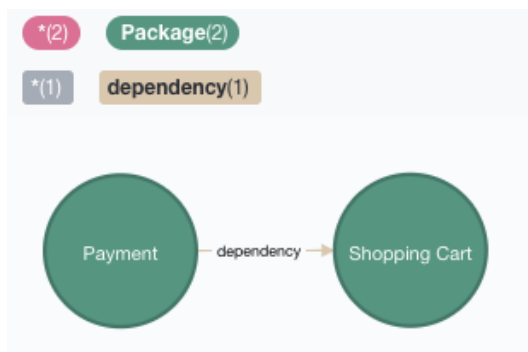 *(2) Package(2)
*(1) dependency(1)
Payment dependency Shopping Cart